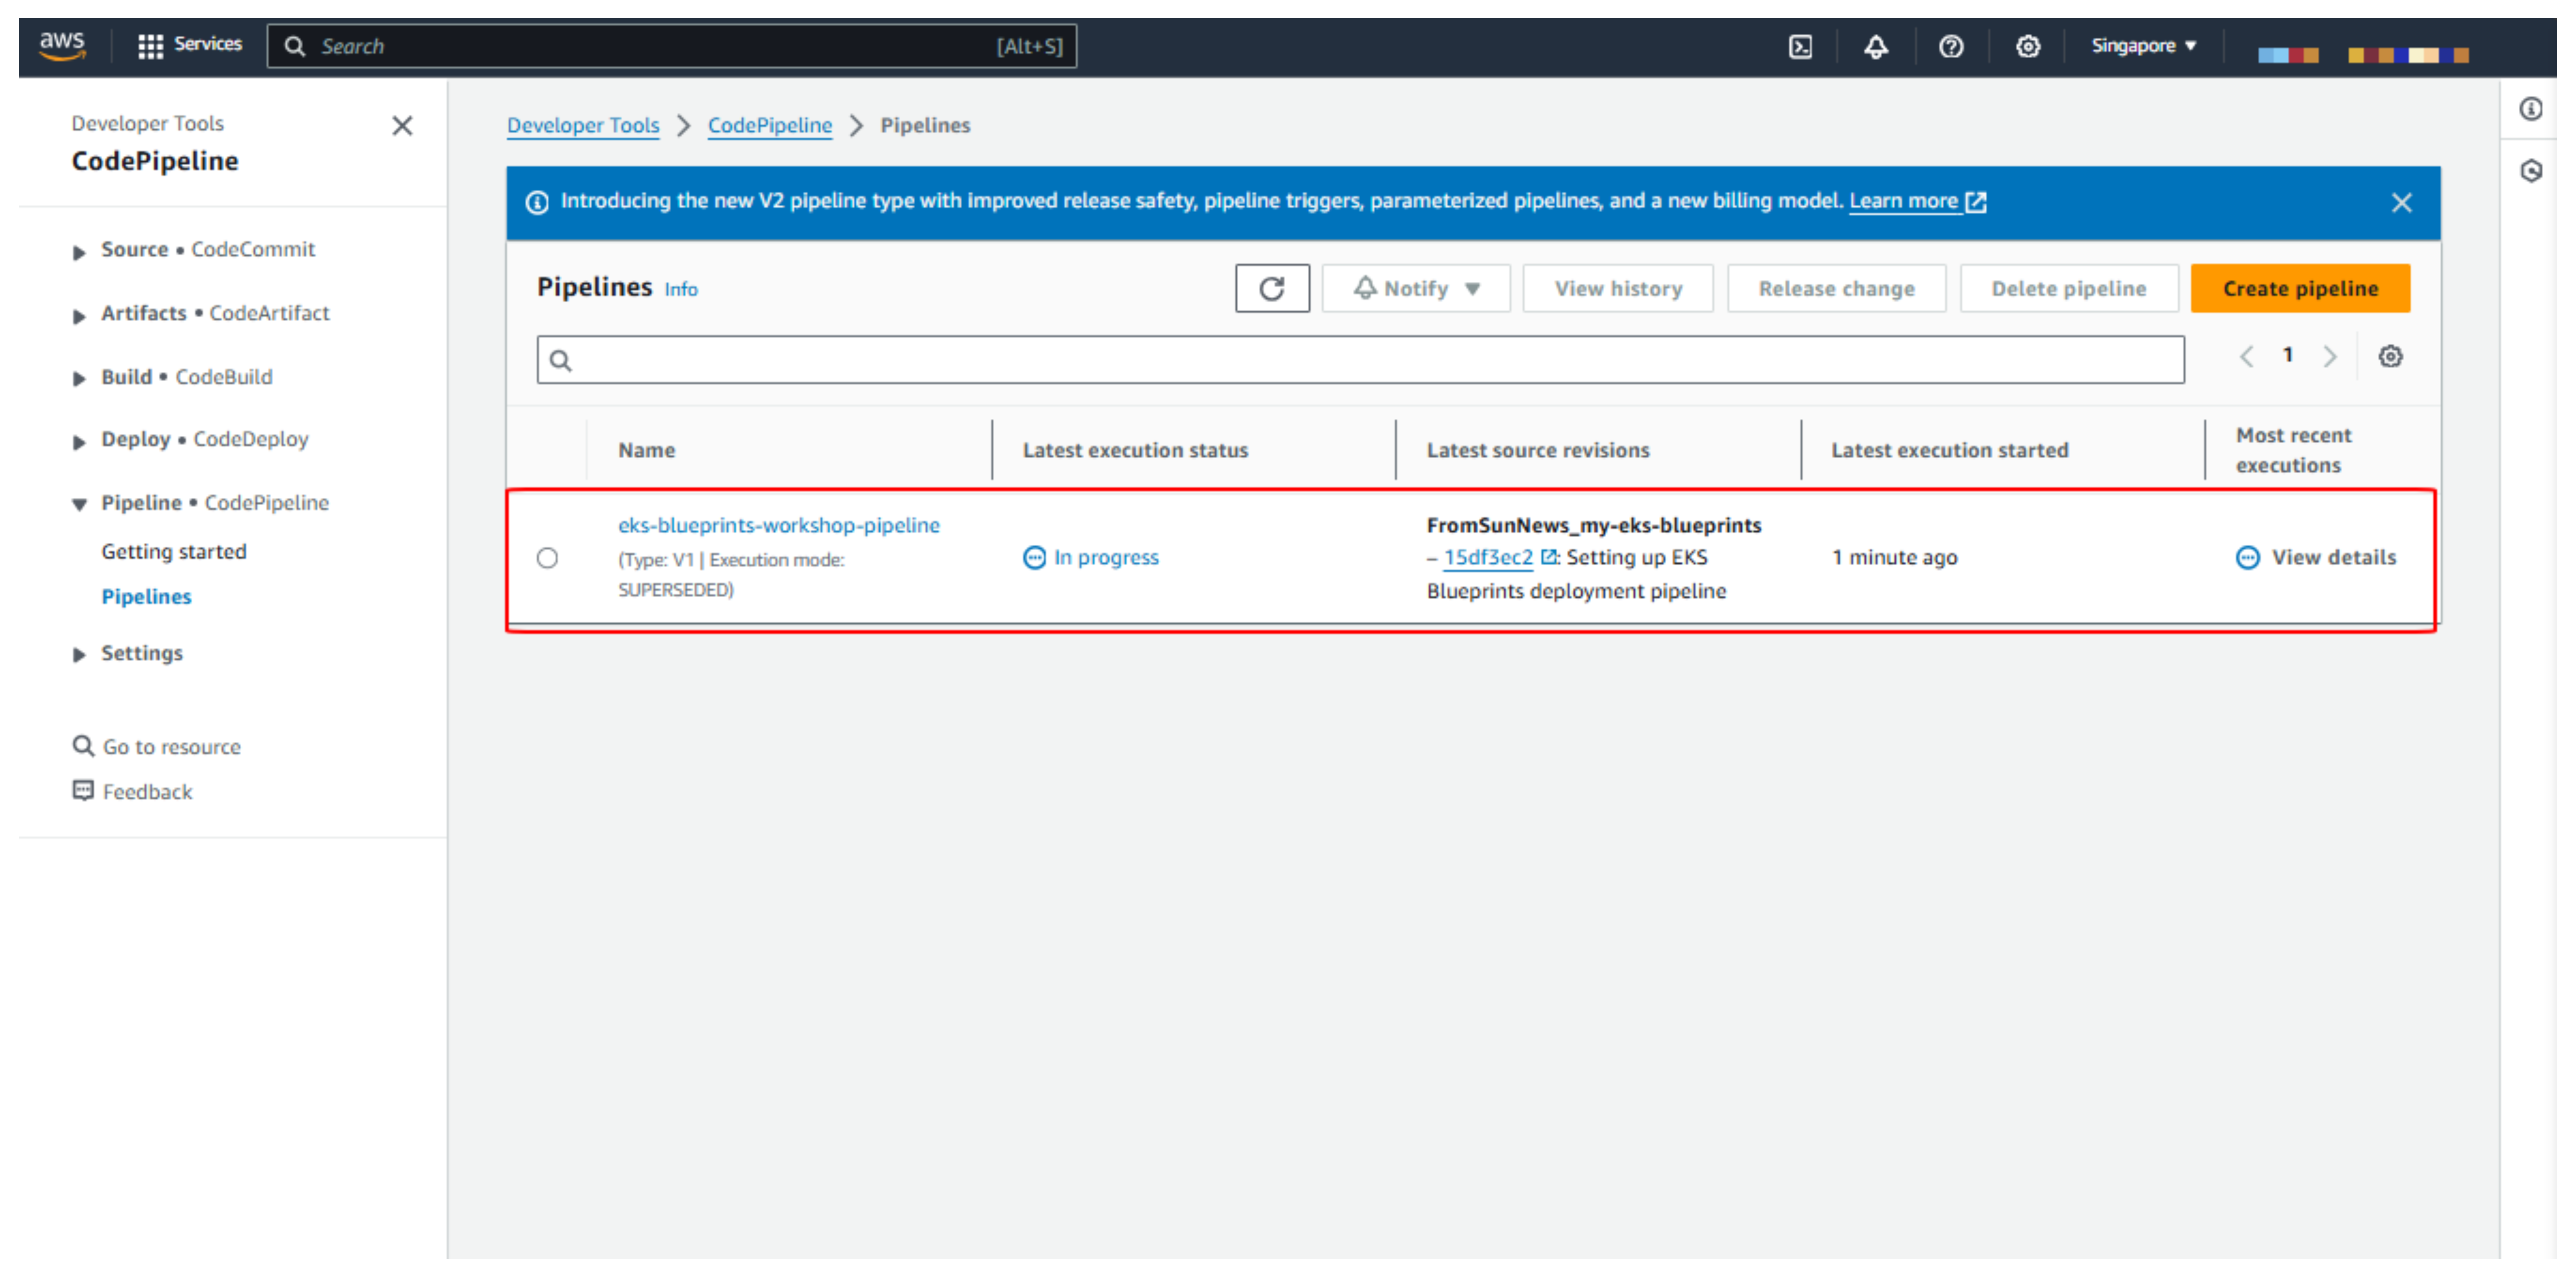 aws
Services
Search [Alt+S]
Singapore
Developer Tools
CodePipeline
Source • CodeCommit
Artifacts • CodeArtifact
Build • CodeBuild
Deploy • CodeDeploy
Pipeline • CodePipeline
Getting started
Pipelines
Settings
Go to resource
Feedback
Developer Tools > CodePipeline > Pipelines
Introducing the new V2 pipeline type with improved release safety, pipeline triggers, parameterized pipelines, and a new billing model. Learn more
Pipelines Info
Notify
View history
Release change
Delete pipeline
Create pipeline
1
Name
Latest execution status
Latest source revisions
Latest execution started
Most recent
executions
eks-blueprints-workshop-pipeline
(Type: V1 | Execution mode:
SUPERSEDED)
In progress
FromSunNews_my-eks-blueprints
– 15df3ec2: Setting up EKS
Blueprints deployment pipeline
1 minute ago
View details